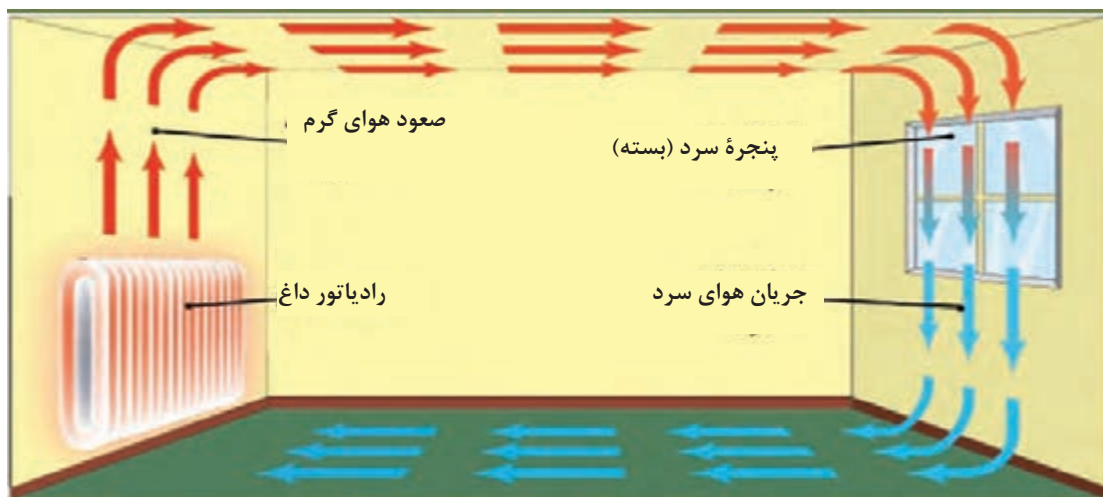 صعود هوای گرم
پنجرهٔ سرد (بسته)
رادیاتور داغ
جریان هوای سرد